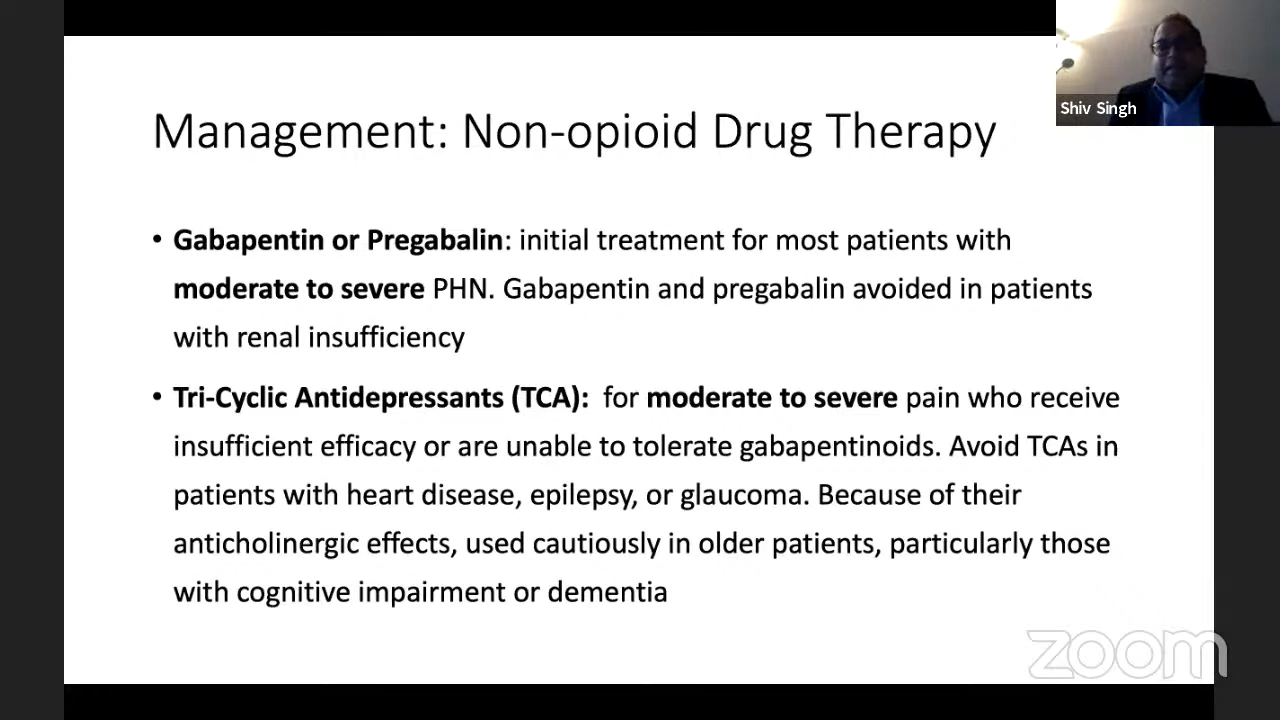 Shiv Singh
Management: Non-opioid Drug Therapy
• Gabapentin or Pregabalin: initial treatment for most patients with
moderate to severe PHN. Gabapentin and pregabalin avoided in patients
with renal insufficiency
• Tri-Cyclic Antidepressants (TCA):  for moderate to severe pain who receive
insufficient efficacy or are unable to tolerate gabapentinoids. Avoid TCAs in
patients with heart disease, epilepsy, or glaucoma. Because of their
anticholinergic effects, used cautiously in older patients, particularly those
with cognitive impairment or dementia
zoom